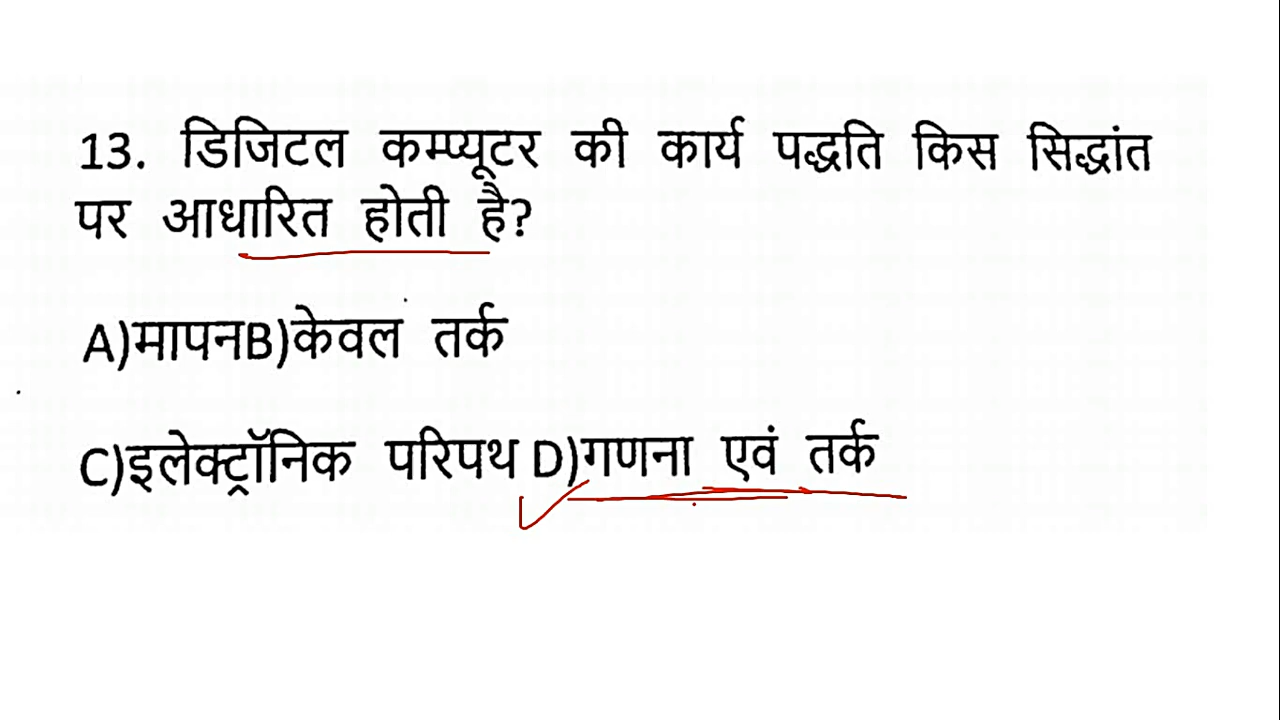 13. डिजिटल कम्प्यूटर की कार्य पद्धति किस सिद्धांत
पर आधारित होती है?
A)मापनB)केवल तर्क
C)इलेक्ट्रॉनिक परिपथ D)गणना एवं तर्क